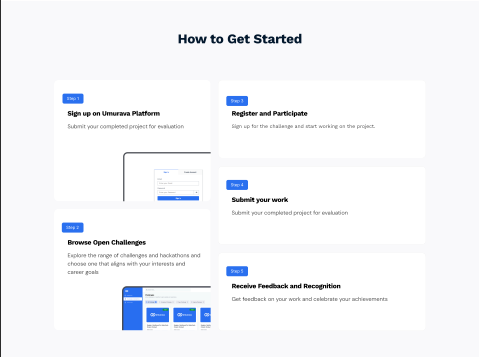 How to Get Started
Step 1
Sign up on Umurava Platform
Submit your completed project for evaluation
Step 2
Browse Open Challenges
Explore the range of challenges and hackathons and
choose one that aligns with your interests and
career goals
Step 3
Register and Participate
Sign up for the challenge and start working on the project.
Step 4
Submit your work
Submit your completed project for evaluation
Step 5
Receive Feedback and Recognition
Get feedback on your work and celebrate your achievements